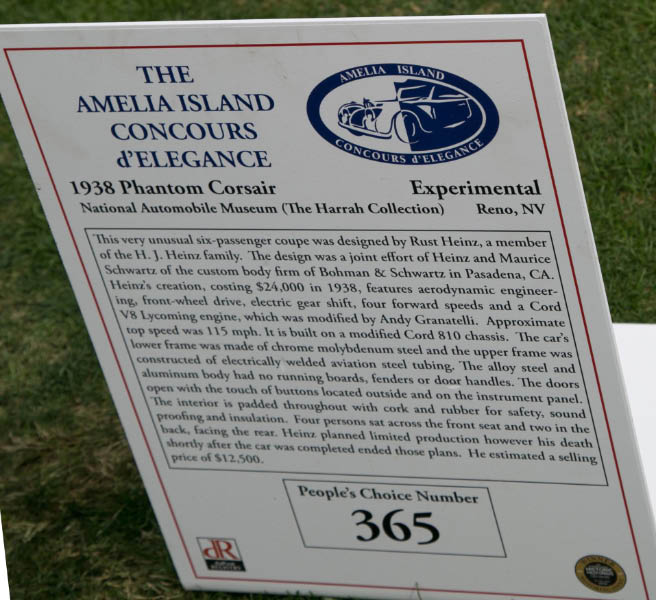 THE
AMELIA ISLAND
CONCOURS
d'ELEGANCE
AMELIA ISLAND
CONCOURS d'ELEGANCE
1938 Phantom Corsair Experimental
National Automobile Museum (The Harrah Collection) Reno, NV
This very unusual six-passenger coupe was designed by Rust Heinz, a member
of the H. J. Heinz family. The design was a joint effort of Heinz and Maurice
Schwartz of the custom body firm of Bohman & Schwartz in Pasadena, CA.
Heinz's creation, costing $24,000 in 1938, features aerodynamic engineer-
ing, front-wheel drive, electric gear shift, four forward speeds and a Cord
V8 Lycoming engine, which was modified by Andy Granatelli. Approximate
top speed was 115 mph. It is built on a modified Cord 810 chassis. The car's
lower frame was made of chrome molybdenum steel and the upper frame was
constructed of electrically welded aviation steel tubing. The alloy steel and
aluminum body had no running boards, fenders or door handles. The doors
open with the touch of buttons located outside and on the instrument panel.
The interior is padded throughout with cork and rubber for safety, sound
proofing and insulation. Four persons sat across the front seat and two in the
back, facing the rear. Heinz planned limited production however his death
shortly after the car was completed ended those plans. He estimated a selling
price of $12,500.
People's Choice Number
365
dR
REGISTRY